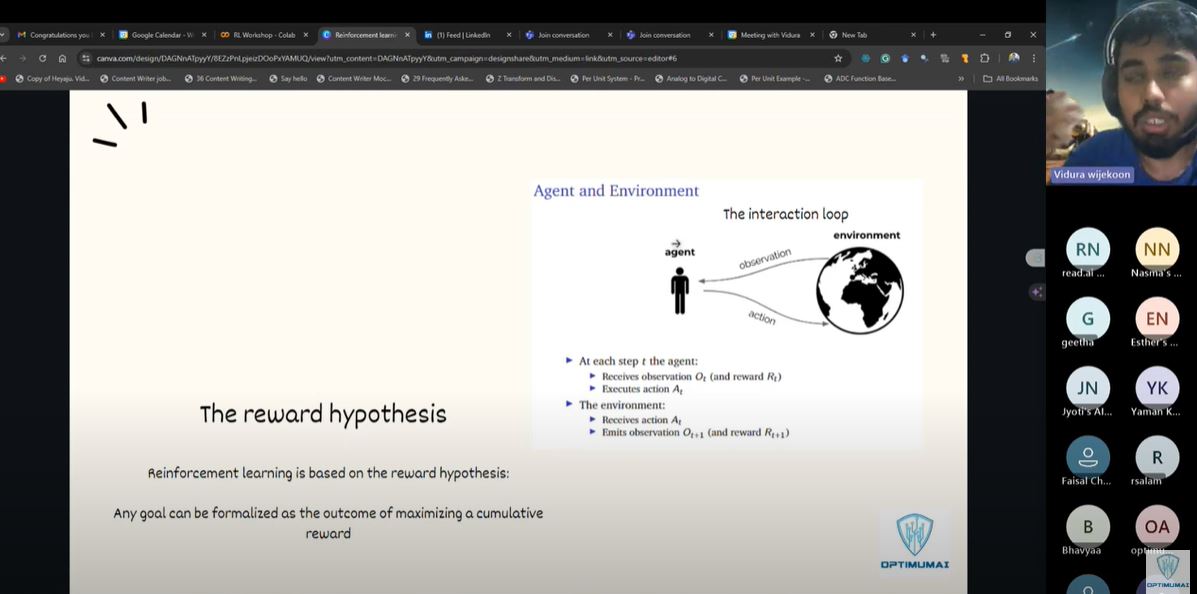 Congratulations you
Google Calendar - W
RL Workshop - Colab
Reinforcement learni
(1) Feed | LinkedIn
Join conversation
Join conversation
Meeting with Vidura
New Tab
canva.com/design/DAGNnATpyyY/8EZzPnLpjeizDOoPxYAMUQ/view?utm_content=DAGNnATpyyY&utm_campaign=designshare&utm_medium=link&utm_source=editor#6
Copy of Heyaju. Vid...
Content Writer job...
36 Content Writing...
Say hello
Content Writer Moc...
29 Frequently Aske...
Z Transform and Dis...
Per Unit System - Pr...
Analog to Digital C...
Per Unit Example -...
ADC Function Base...
»
All Bookmarks
Agent and Environment
The interaction loop
environment
agent
observation
action
At each step t the agent:
Receives observation Ot (and reward Rt)
Executes action At
The environment:
Receives action At
Emits observation Ot+1 (and reward Rt+1)
The reward hypothesis
Reinforcement learning is based on the reward hypothesis:
Any goal can be formalized as the outcome of maximizing a cumulative
reward
OPTIMUMAI
Vidura wijekoon
RN
read.ai ...
NN
Nasma's ...
G
geetha
EN
Esther's ...
JN
Jyoti's AI...
YK
Yaman K...
Faisal Ch...
R
rsalam
B
Bhavyaa
OA
optimu...
OPTIMUMAI